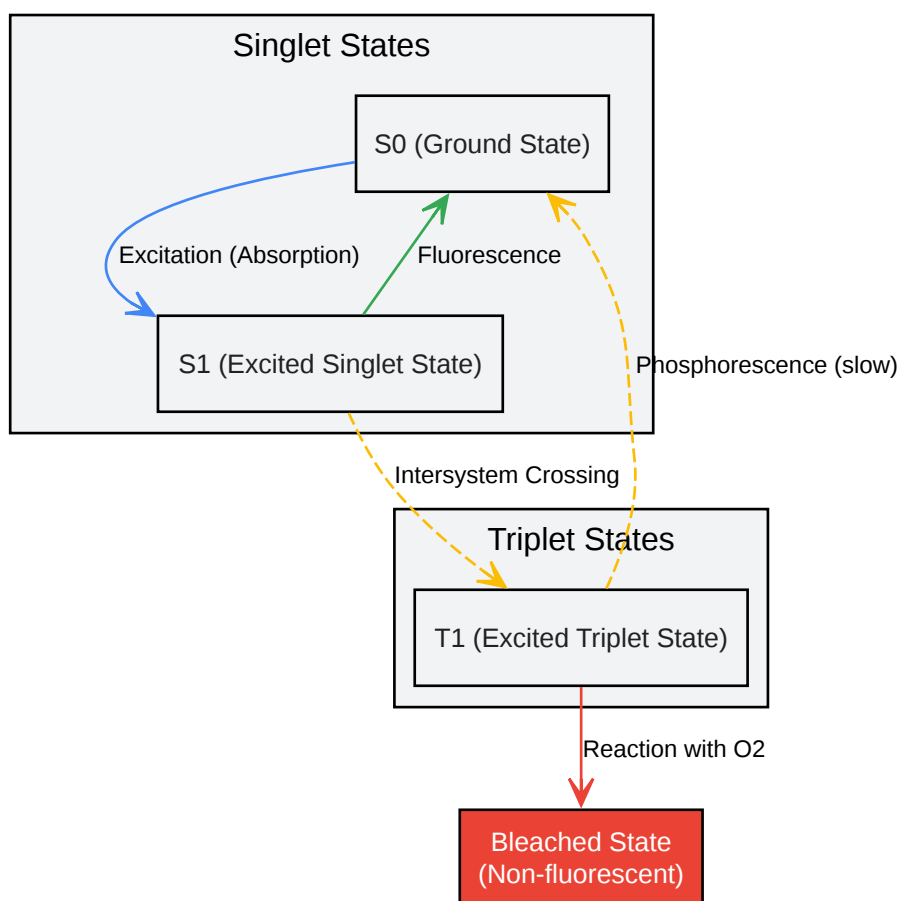 Singlet States
S0 (Ground State)
Excitation (Absorption)
Fluorescence
S1 (Excited Singlet State)
Phosphorescence (slow)
Intersystem Crossing
Triplet States
T1 (Excited Triplet State)
Reaction with O2
Bleached State
(Non-fluorescent)